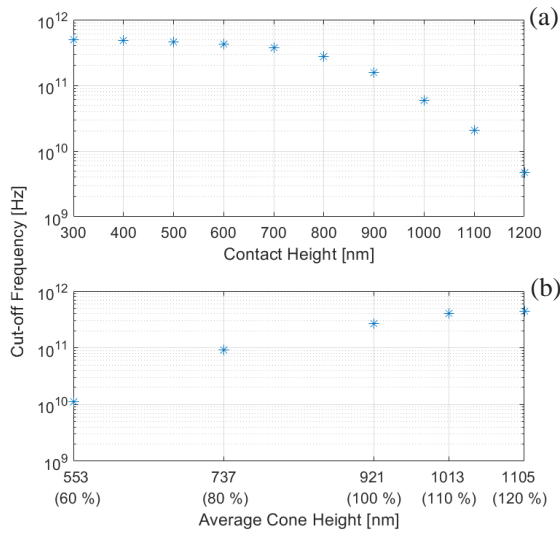 (a)
10^12
10^11
10^10
10^9
300 400 500 600 700 800 900 1000 1100 1200
Contact Height [nm]
Cut-off Frequency [Hz]
(b)
10^12
10^11
10^10
10^9
553 737 921 1013 1105
(60 %) (80 %) (100 %) (110 %) (120 %)
Average Cone Height [nm]